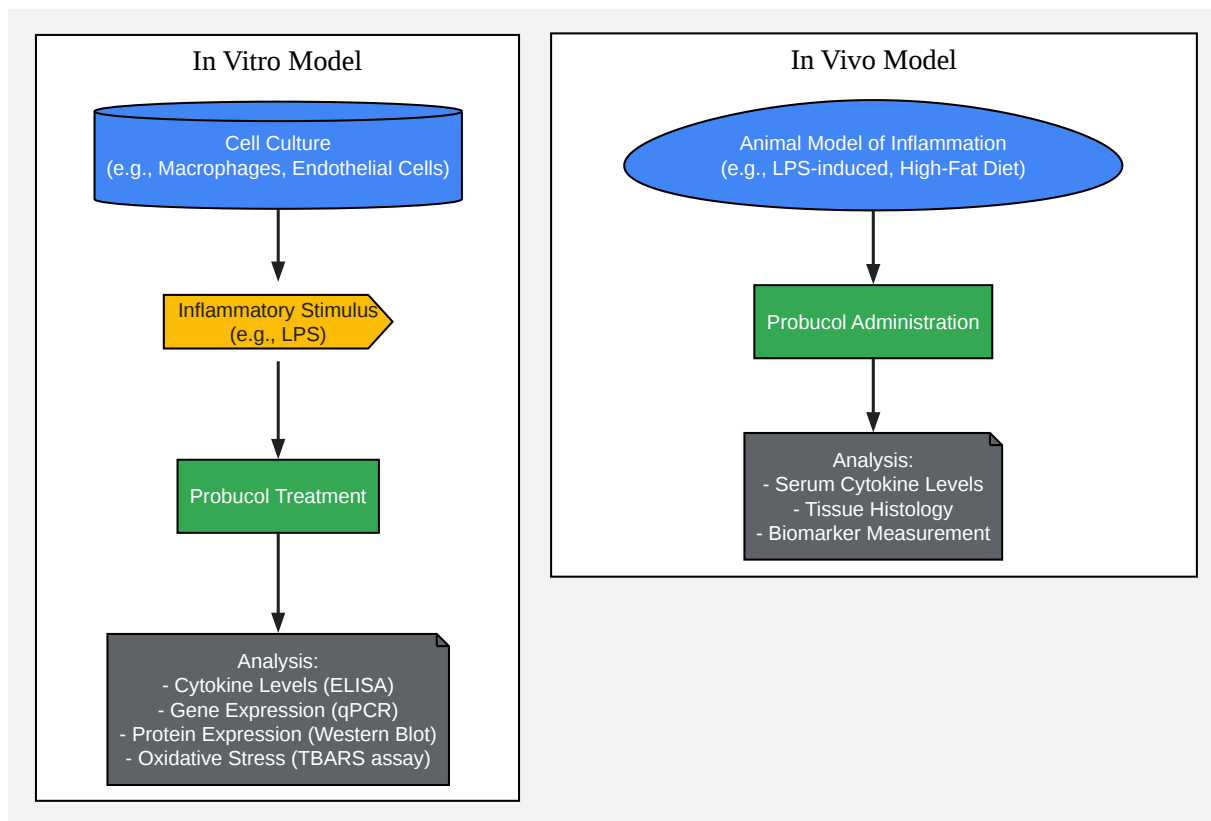 In Vitro Model
Cell Culture
(e.g., Macrophages, Endothelial Cells)
Inflammatory Stimulus
(e.g., LPS)
Probucol Treatment
Analysis:
- Cytokine Levels (ELISA)
- Gene Expression (qPCR)
- Protein Expression (Western Blot)
- Oxidative Stress (TBARS assay)
In Vivo Model
Animal Model of Inflammation
(e.g., LPS-induced, High-Fat Diet)
Probucol Administration
Analysis:
- Serum Cytokine Levels
- Tissue Histology
- Biomarker Measurement